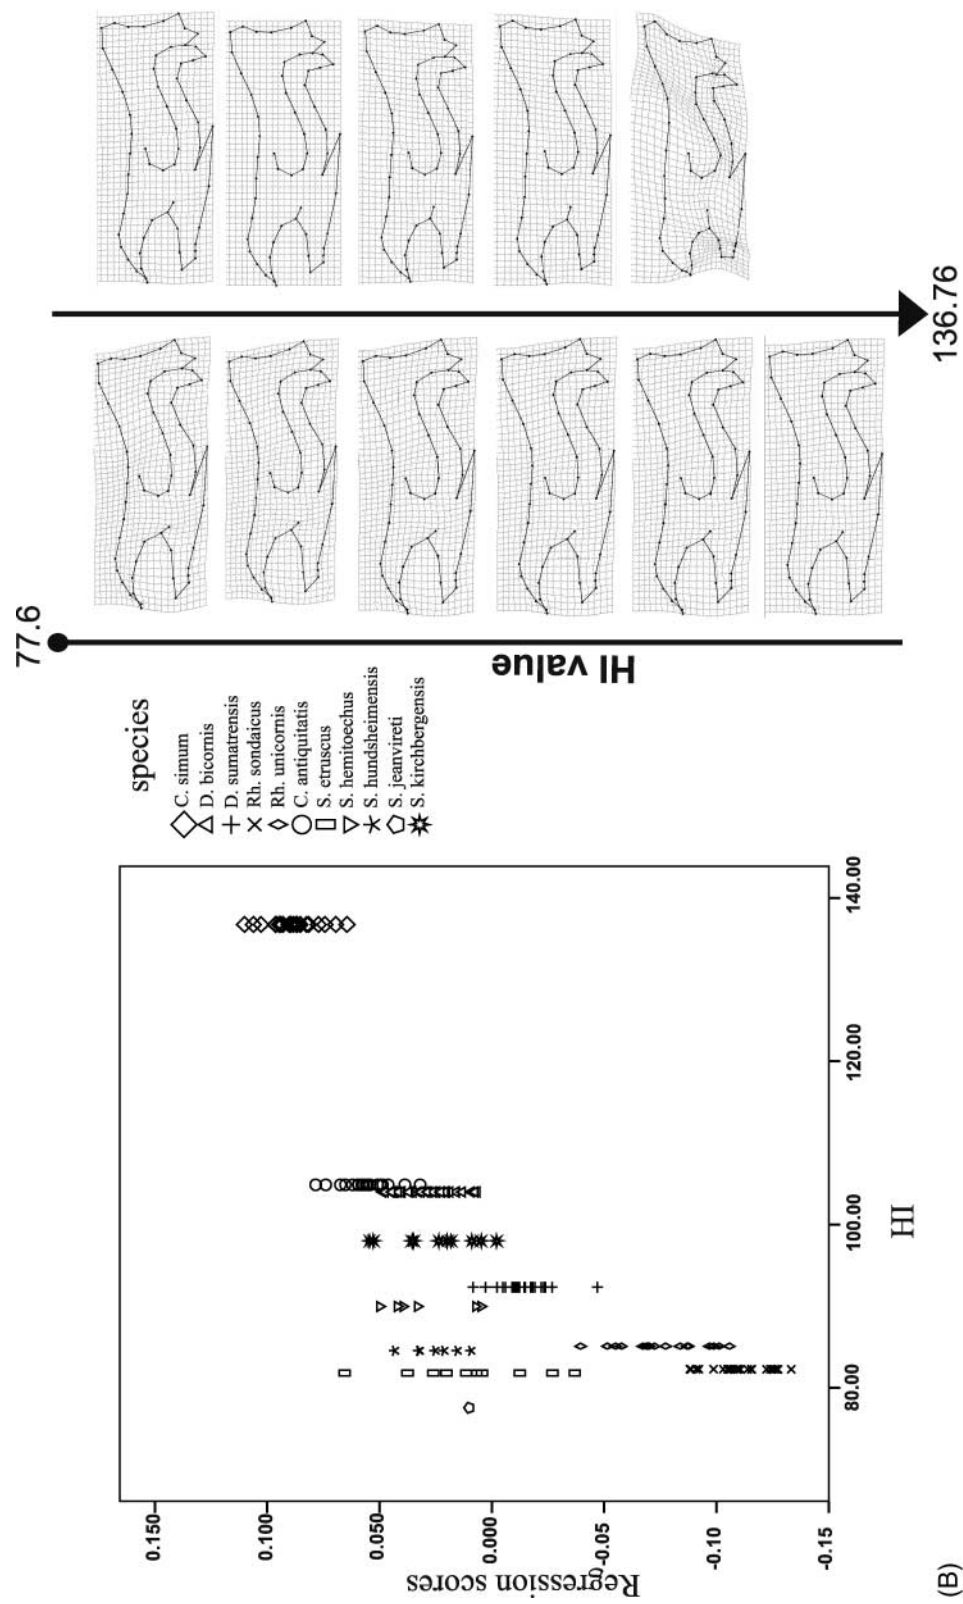 77.6
HI value
136.76
species
C. simum
D. bicornis
D. sumatrensis
Rh. sondaicus
Rh. unicornis
C. antiquitatis
S. etruscus
S. hemitoechus
S. hundsheimensis
S. jeanvireti
S. kirchbergensis
Regression scores
0.150
0.100
0.050
0.000
-0.05
-0.10
-0.15
80.00
100.00
120.00
140.00
HI
(B)